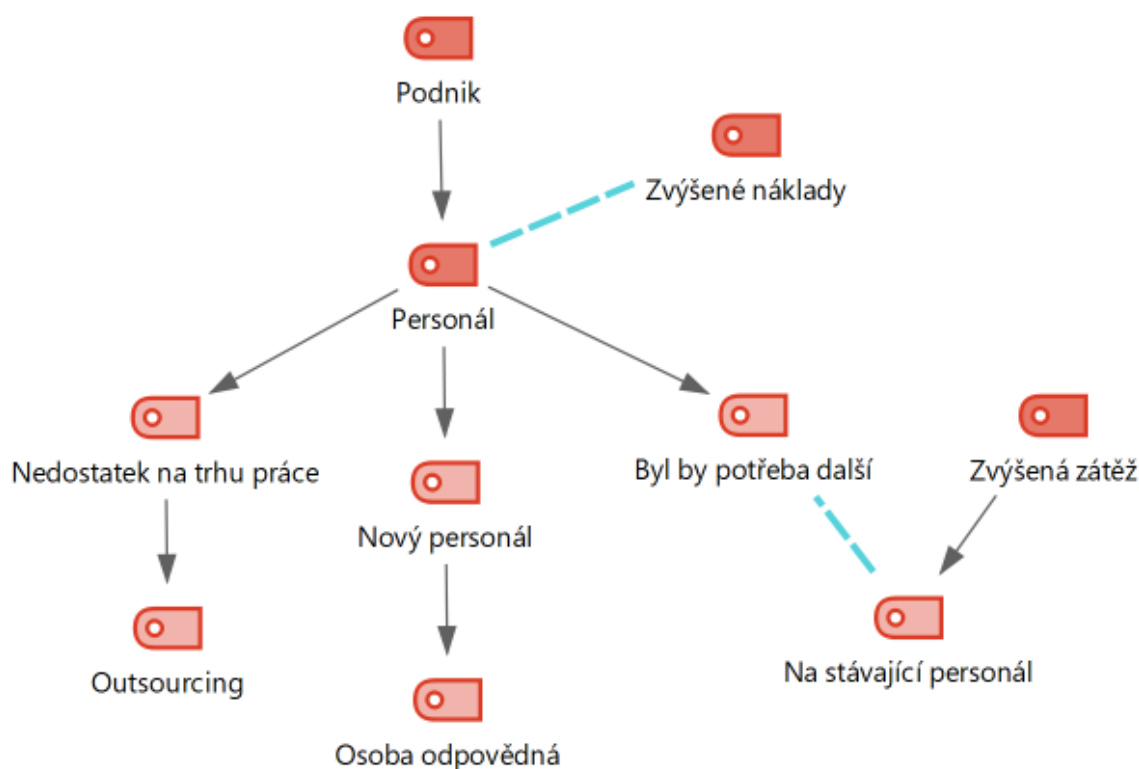 Podnik
Zvýšené náklady
Personál
Nedostatek na trhu práce
Byl by potřeba další
Zvýšená zátěž
Nový personál
Outsourcing
Na stávající personál
Osoba odpovědná